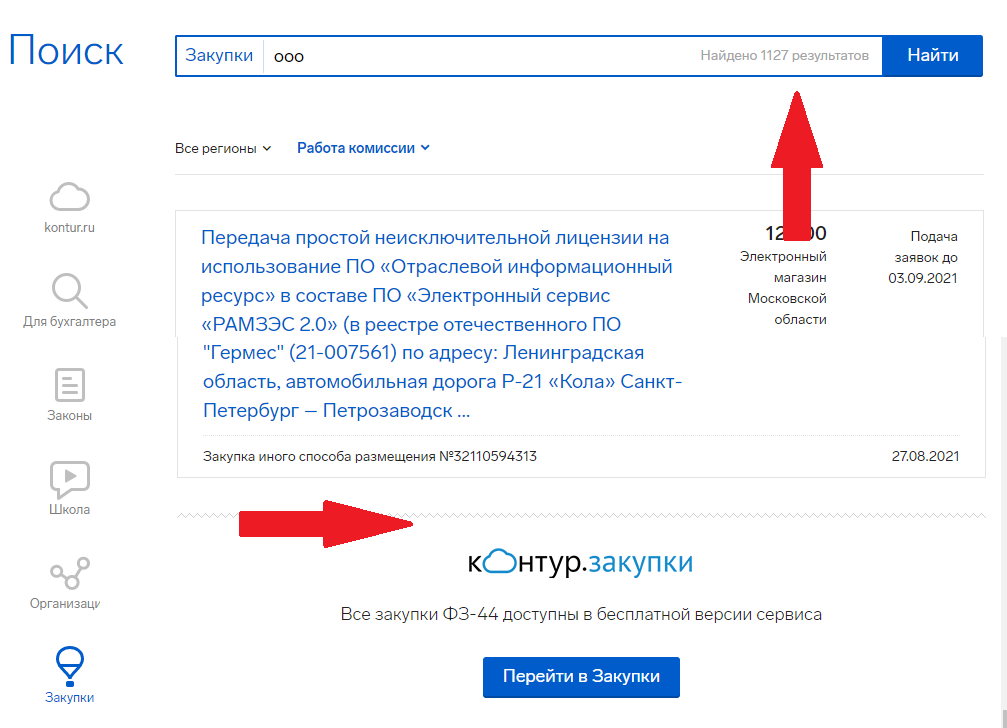 Поиск
Закупки ооо Найдено 1127 результатов Найти
Все регионы Работа комиссии
kontur.ru
Для бухгалтера
Законы
Школа
Организаци
Закупки
Передача простой неисключительной лицензии на
использование ПО «Отраслевой информационный
ресурс» в составе ПО «Электронный сервис
«РАМЗЭС 2.0» (в реестре отечественного ПО
"Гермес" (21-007561) по адресу: Ленинградская
область, автомобильная дорога Р-21 «Кола» Санкт-
Петербург – Петрозаводск ...
Электронный
магазин
Московской
области
Подача
заявок до
03.09.2021
Закупка иного способа размещения №32110594313 27.08.2021
контур.закупки
Все закупки ФЗ-44 доступны в бесплатной версии сервиса
Перейти в Закупки